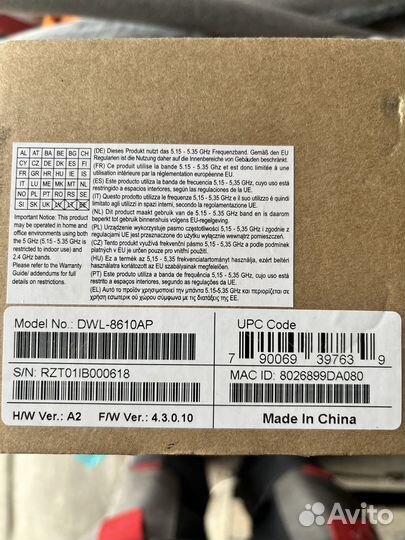 AL AT BA BE BG CH
CY CZ DE DK ES FI
FR GR HR HU IE IS
IT LU ME MK MT NL
NO PL PT RO RS SE
SI SK UK
Important Notice: This product
may be operated in home and
office environments using both
the 5 GHz (5.15 -5.35 GHz is
restricted to indoor use) and
2.4 GHz bands.
Please refer to the Warranty
Guide/ addendums for full
details on restrictions.
(DE) Dieses Produkt nutzt das 5.15 - 5.35 GHz Frequenzband. Gemäß den EU
Regularien ist die Nutzung daher auf die Innenbereiche von Gebäuden beschränkt.
(FR) Ce produit utilise la bande 5.15 - 5.35 Ghz et est donc limitée à une
utilisation intérieure par la réglementation européenne EU.
(ES) Este producto utiliza la banda de frecuencia 5,15 - 5,35 GHz, cuyo uso está
restringido a espacios interiores, según las regulaciones de la UE.
(IT) Questo prodotto utilizza le frequenze 5,15 - 5,35 GHz e il suo utilizzo è quindi
limitato agli utilizzi in spazi interni, secondo la regolamentazione UE.
(NL) Dit product maakt gebruik van de 5.15 - 5.35 GHz band en is daarom
beperkt tot binnengebruik volgens EU-regelgeving.
(PL) Urządzenie wykorzystuje pasmo częstotliwości 5,15 - 5,35 GHz, zgodnie z
prawem UE przeznaczone jest do użytku wyłącznie wewnątrz pomieszczeń.
(CZ) Tento produkt využívá frekvenční pásmo 5.15 - 5.35 GHz a podle podmínek
platných v EU je určen pouze pro vnitřní použití.
(HU) Ez a termék az 5.15 - 5.35 GHz-es frekvenciatartományt használja, ezért
beltéri használatát korlátozzák az EU szabályainak megfelelően.
(PT) Este produto utiliza a banda de frequência 5,15 - 5,35 GHz, cujo uso está
restringido a espaços interiores, segundo as regulações da UE.
(EL) Αυτό το προϊόν χρησιμοποιεί την μπάντα 5.15 - 5.35 GHz και περιορίζεται σε
χρήση εσωτερικού χώρου σύμφωνα με τις διατάξεις της ΕΕ.
Model No.: DWL-8610AP
UPC Code
7 90069 39763 9
S/N: RZT01IB000618
MAC ID: 8026899DA080
H/W Ver.: A2 F/W Ver.: 4.3.0.10
Made In China
Avito